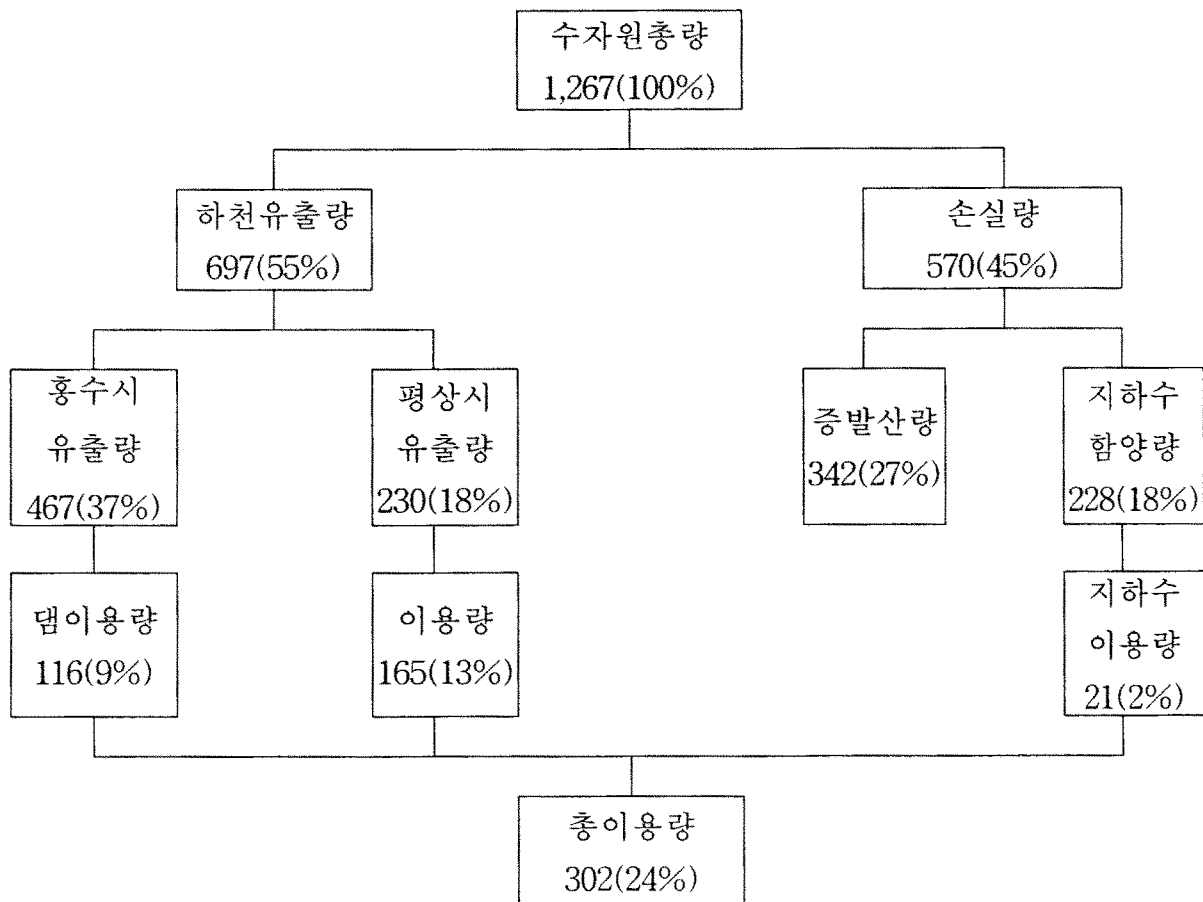 수자원총량
1,267(100%)
하천유출량
697(55%)
손실량
570(45%)
홍수시
유출량
467(37%)
평상시
유출량
230(18%)
증발산량
342(27%)
지하수
함양량
228(18%)
댐이용량
116(9%)
이용량
165(13%)
지하수
이용량
21(2%)
총이용량
302(24%)